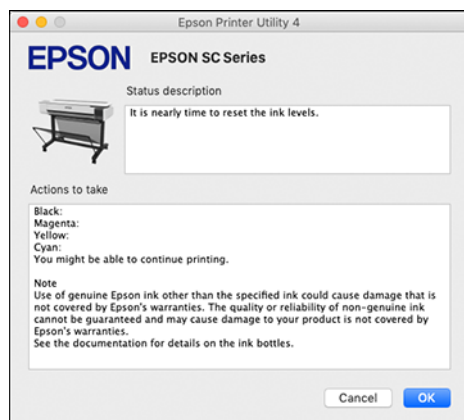 Epson Printer Utility 4
EPSON EPSON SC Series
Status description
It is nearly time to reset the ink levels.
Actions to take
Black:
Magenta:
Yellow:
Cyan:
You might be able to continue printing.
Note
Use of genuine Epson ink other than the specified ink could cause damage that is
not covered by Epson's warranties. The quality or reliability of non-genuine ink
cannot be guaranteed and may cause damage to your product is not covered by
Epson's warranties.
See the documentation for details on the ink bottles.
Cancel OK